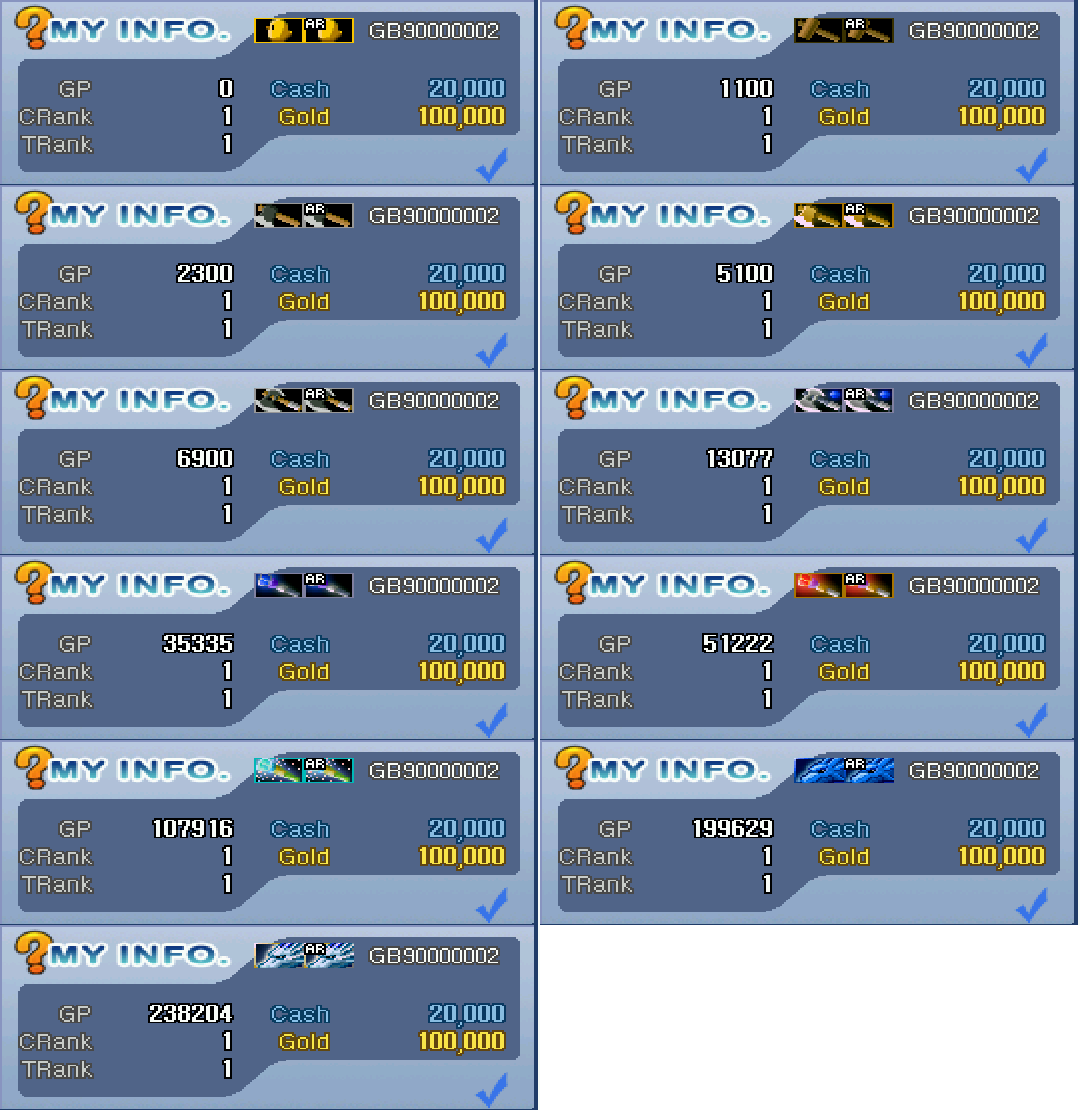 MY INFO. AR GB90000002
GP 0 Cash 20,000
CRank 1 Gold 100,000
TRank 1
MY INFO. AR GB90000002
GP 1100 Cash 20,000
CRank 1 Gold 100,000
TRank 1
MY INFO. AR GB90000002
GP 2300 Cash 20,000
CRank 1 Gold 100,000
TRank 1
MY INFO. AR GB90000002
GP 5100 Cash 20,000
CRank 1 Gold 100,000
TRank 1
MY INFO. AR GB90000002
GP 6900 Cash 20,000
CRank 1 Gold 100,000
TRank 1
MY INFO. AR GB90000002
GP 13077 Cash 20,000
CRank 1 Gold 100,000
TRank 1
MY INFO. AR GB90000002
GP 35335 Cash 20,000
CRank 1 Gold 100,000
TRank 1
MY INFO. AR GB90000002
GP 51222 Cash 20,000
CRank 1 Gold 100,000
TRank 1
MY INFO. AR GB90000002
GP 107916 Cash 20,000
CRank 1 Gold 100,000
TRank 1
MY INFO. AR GB90000002
GP 199629 Cash 20,000
CRank 1 Gold 100,000
TRank 1
MY INFO. AR GB90000002
GP 238204 Cash 20,000
CRank 1 Gold 100,000
TRank 1